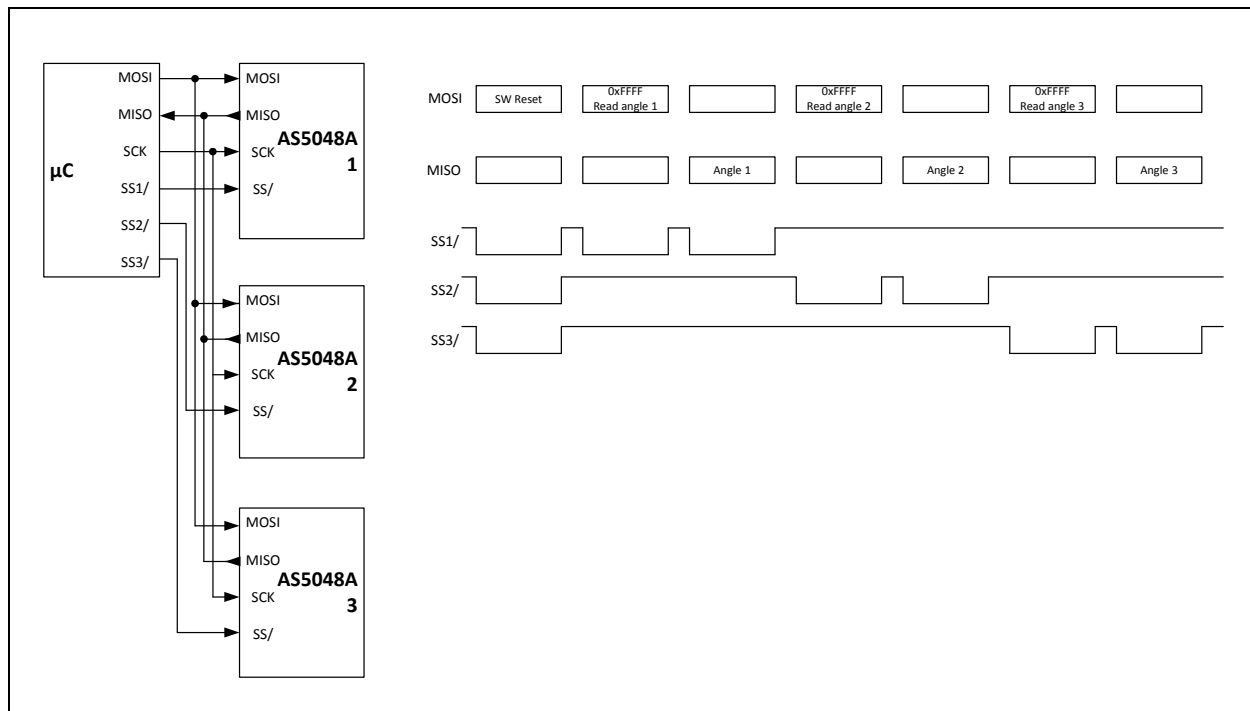 µC
MOSI
MISO
SCK
SS1/
SS2/
SS3/
MOSI
MISO
AS5048A
SCK
1
SS/
MOSI
MISO
AS5048A
SCK
2
SS/
MOSI
MISO
AS5048A
SCK
3
SS/
MOSI
SW Reset
0xFFFF
Read angle 1
0xFFFF
Read angle 2
0xFFFF
Read angle 3
MISO
Angle 1
Angle 2
Angle 3
SS1/
SS2/
SS3/